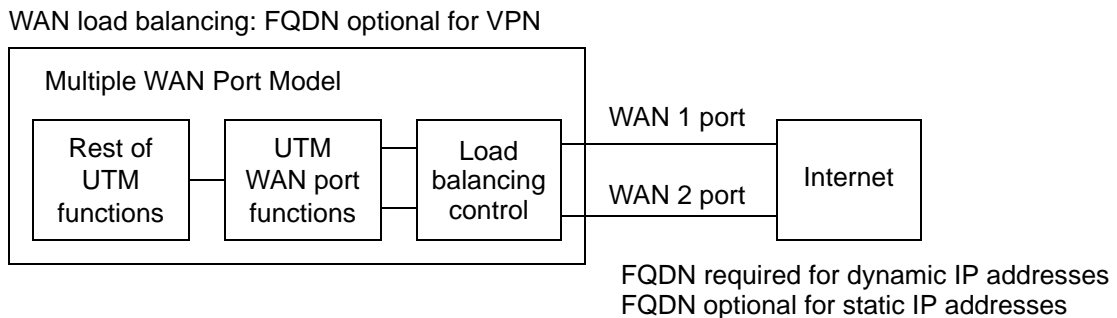 WAN load balancing: FQDN optional for VPN
Multiple WAN Port Model
Rest of
UTM
functions
UTM
WAN port
functions
Load
balancing
control
WAN 1 port
WAN 2 port
Internet
FQDN required for dynamic IP addresses
FQDN optional for static IP addresses